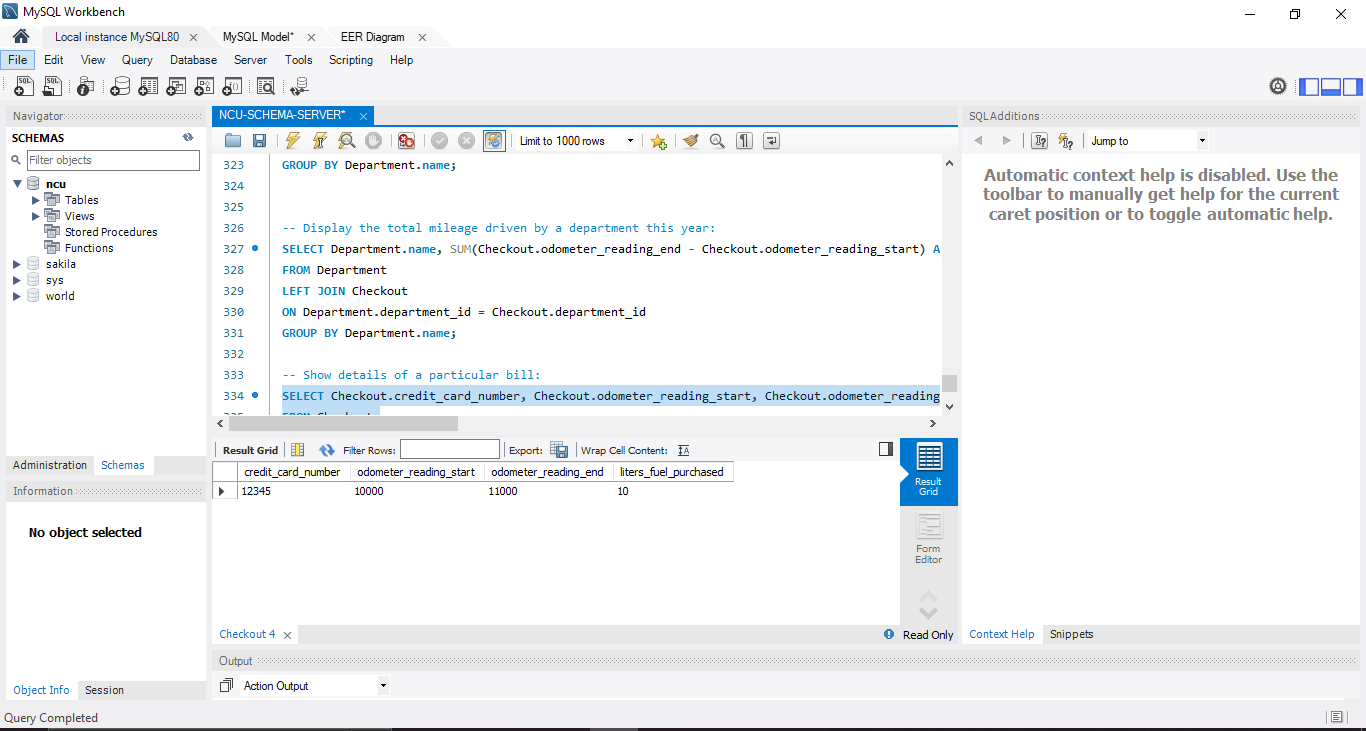 MySQL Workbench
Local instance MySQL80
MySQL Model*
EER Diagram
File Edit View Query Database Server Tools Scripting Help
Navigator
SCHEMAS
Filter objects
ncu
Tables
Views
Stored Procedures
Functions
sakila
sys
world
Administration Schemas
Information
No object selected
Object Info Session
NCU-SCHEMA-SERVER*
Limit to 1000 rows
323 GROUP BY Department.name;
324
325
326 -- Display the total mileage driven by a department this year:
327 SELECT Department.name, SUM(Checkout.odometer_reading_end - Checkout.odometer_reading_start) A
328 FROM Department
329 LEFT JOIN Checkout
330 ON Department.department_id = Checkout.department_id
331 GROUP BY Department.name;
332
333 -- Show details of a particular bill:
334 SELECT Checkout.credit_card_number, Checkout.odometer_reading_start, Checkout.odometer_reading
335 FROM Checkout
Result Grid Filter Rows: Export: Wrap Cell Content:
credit_card_number odometer_reading_start odometer_reading_end liters_fuel_purchased
12345 10000 11000 10
Result
Grid
Form
Editor
Checkout 4
Read Only
Output
Action Output
SQLAdditions
Jump to
Automatic context help is disabled. Use the
toolbar to manually get help for the current
caret position or to toggle automatic help.
Context Help Snippets
Query Completed